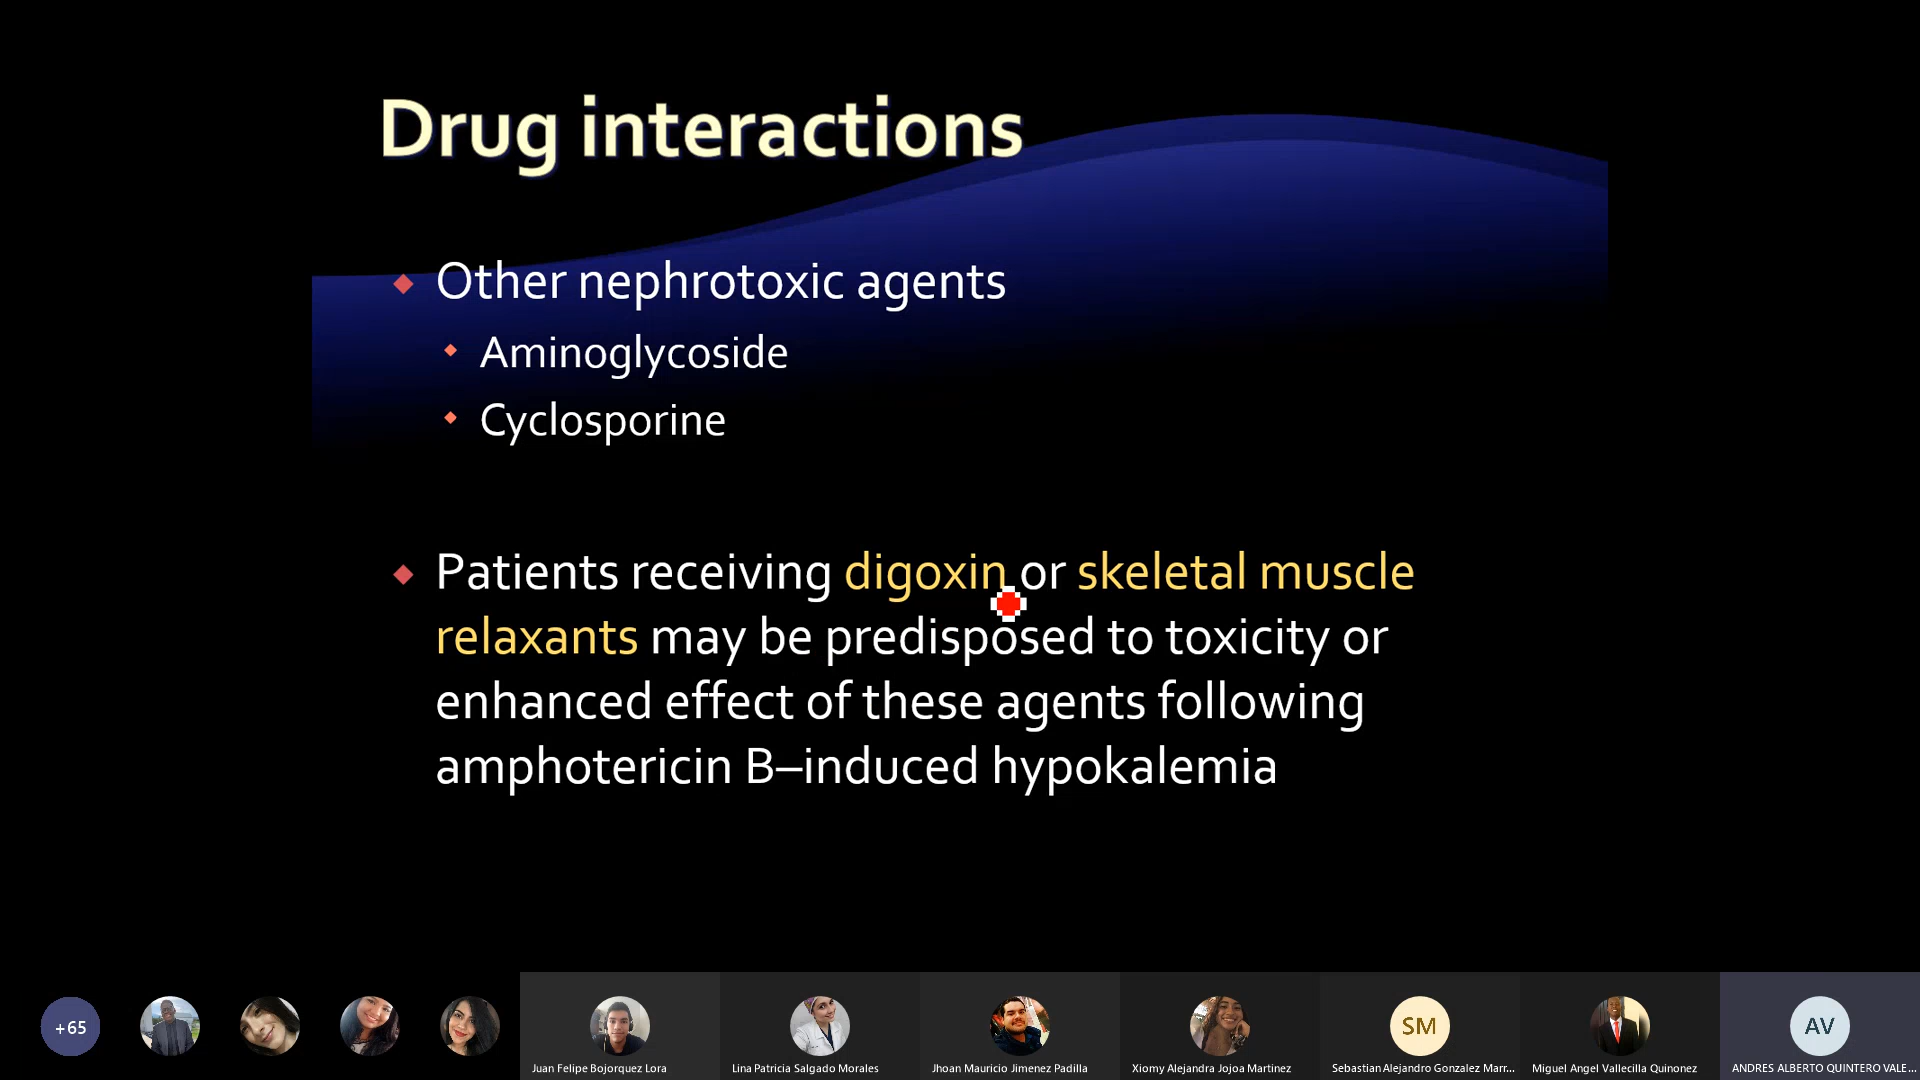 Drug interactions
Other nephrotoxic agents
Aminoglycoside
Cyclosporine
Patients receiving digoxin or skeletal muscle
relaxants may be predisposed to toxicity or
enhanced effect of these agents following
amphotericin B–induced hypokalemia
+65
SM
AV
Juan Felipe Bojorquez Lora
Lina Patricia Salgado Morales
Jhoan Mauricio Jimenez Padilla
Xiomy Alejandra Jojoa Martinez
Sebastian Alejandro Gonzalez Marr...
Miguel Angel Vallecilla Quinonez
ANDRES ALBERTO QUINTERO VALE...